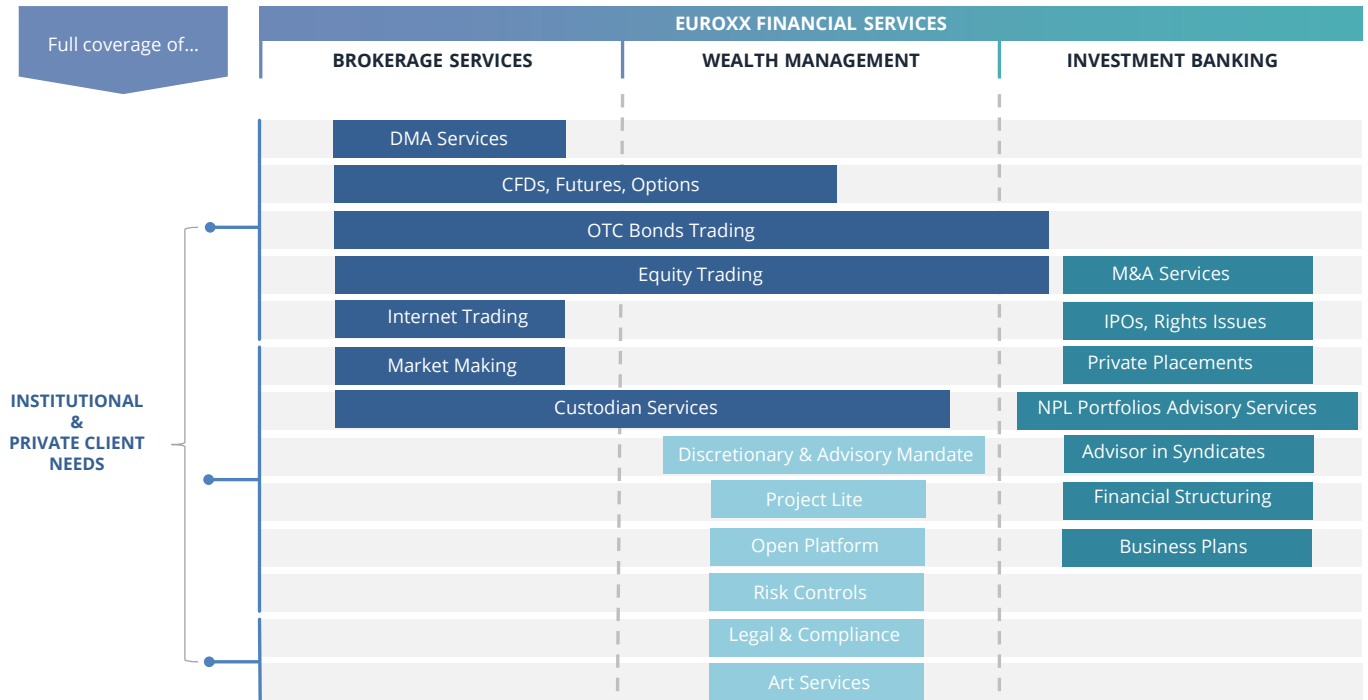 Full coverage of...
EUROXX FINANCIAL SERVICES
BROKERAGE SERVICES
WEALTH MANAGEMENT
INVESTMENT BANKING
DMA Services
CFDs, Futures, Options
OTC Bonds Trading
Equity Trading
M&A Services
Internet Trading
IPOs, Rights Issues
Market Making
Private Placements
INSTITUTIONAL
&
PRIVATE CLIENT
NEEDS
Custodian Services
NPL Portfolios Advisory Services
Discretionary & Advisory Mandate
Advisor in Syndicates
Project Lite
Financial Structuring
Open Platform
Business Plans
Risk Controls
Legal & Compliance
Art Services